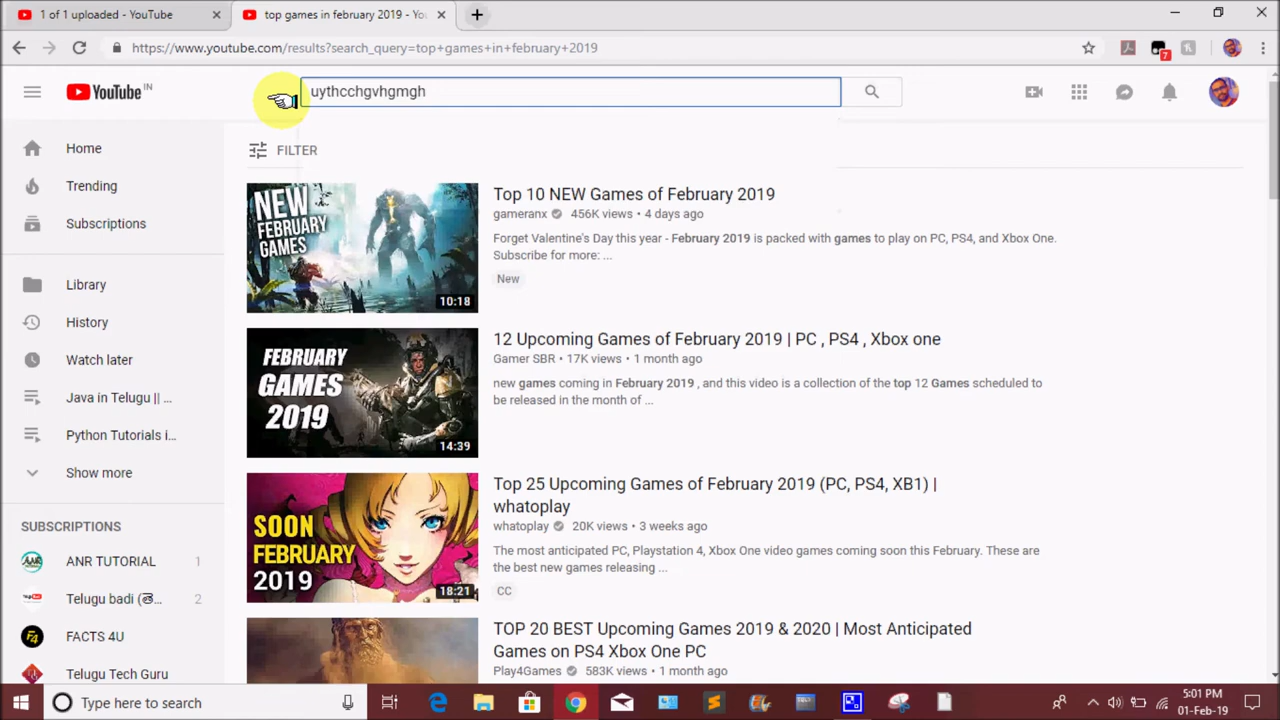 1 of 1 uploaded - YouTube
top games in february 2019 - You
https://www.youtube.com/results?search_query=top+games+in+february+2019
7
YouTube IN
uythcchgvhgmgh
Home
Trending
Subscriptions
Library
History
Watch later
Java in Telugu || ...
Python Tutorials i...
Show more
SUBSCRIPTIONS
ANR TUTORIAL 1
Telugu badi (తె... 2
FACTS 4U
Telugu Tech Guru
FILTER
NEW
FEBRUARY
GAMES
10:18
Top 10 NEW Games of February 2019
gameranx 456K views • 4 days ago
Forget Valentine's Day this year - February 2019 is packed with games to play on PC, PS4, and Xbox One.
Subscribe for more: ...
New
FEBRUARY
GAMES
2019
14:39
12 Upcoming Games of February 2019 | PC , PS4 , Xbox one
Gamer SBR • 17K views • 1 month ago
new games coming in February 2019 , and this video is a collection of the top 12 Games scheduled to
be released in the month of ...
SOON
FEBRUARY
2019
18:21
Top 25 Upcoming Games of February 2019 (PC, PS4, XB1) |
whatoplay
whatoplay 20K views • 3 weeks ago
The most anticipated PC, Playstation 4, Xbox One video games coming soon this February. These are
the best new games releasing ...
CC
TOP 20 BEST Upcoming Games 2019 & 2020 | Most Anticipated
Games on PS4 Xbox One PC
Play4Games 583K views • 1 month ago
Type here to search
5:01 PM
01-Feb-19